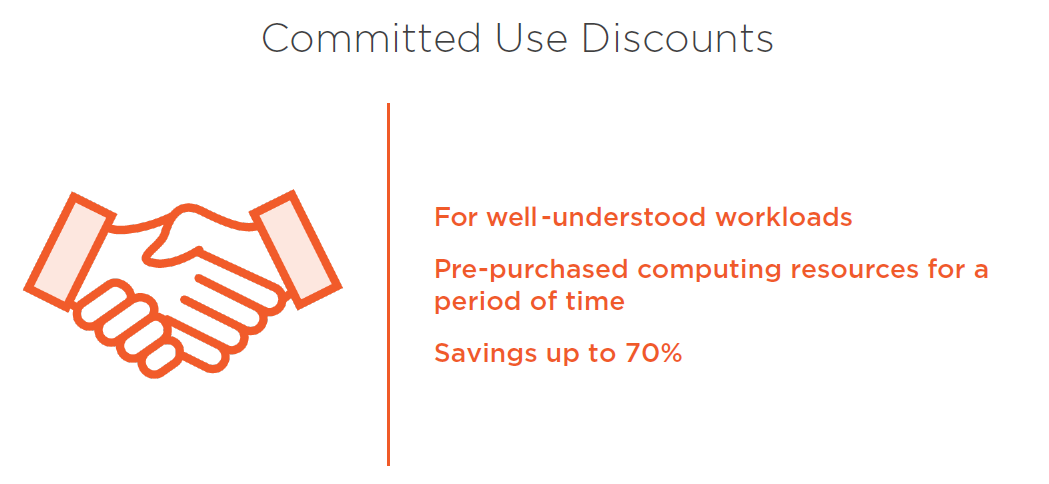 Committed Use Discounts
For well-understood workloads
Pre-purchased computing resources for a
period of time
Savings up to 70%